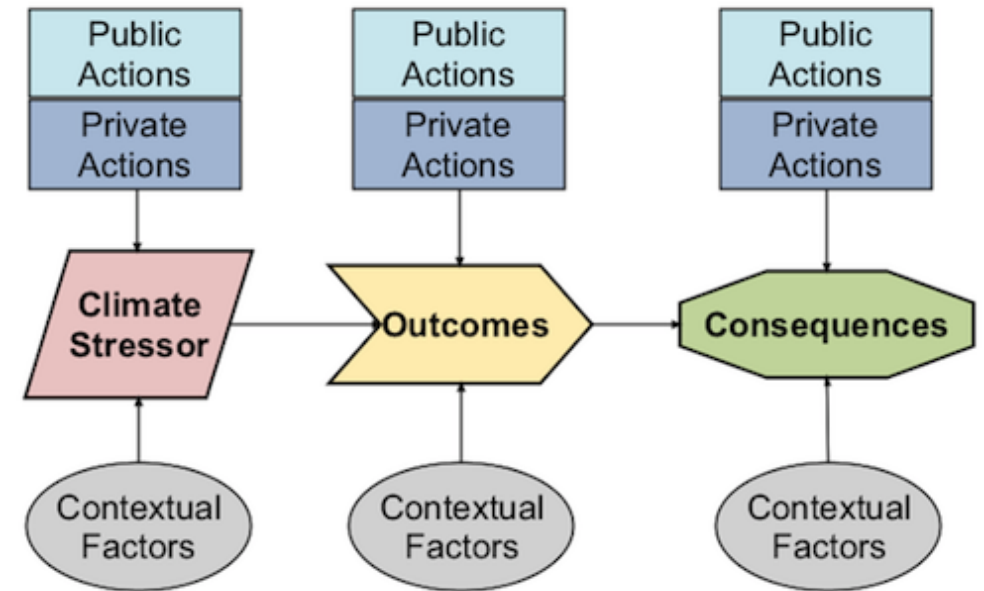 Public
Actions
Private
Actions
Public
Actions
Private
Actions
Public
Actions
Private
Actions
Climate
Stressor
Outcomes
Consequences
Contextual
Factors
Contextual
Factors
Contextual
Factors